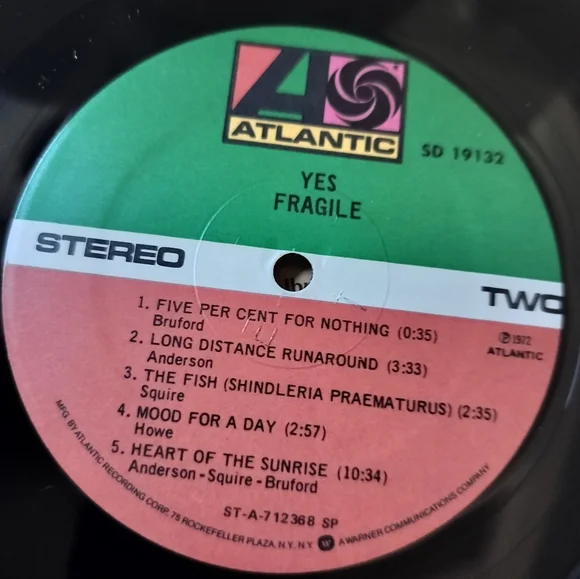 ATLANTIC
SD 19132
YES
FRAGILE
STEREO
TWO
1. FIVE PER CENT FOR NOTHING (0:35)
Bruford
2. LONG DISTANCE RUNAROUND (3:33)
Anderson
3. THE FISH (SHINDLERIA PRAEMATURUS) (2:35)
Squire
4. MOOD FOR A DAY (2:57)
Howe
5. HEART OF THE SUNRISE (10:34)
Anderson-Squire-Bruford
℗1972
ATLANTIC
ST-A-712368 SP
MFG. BY ATLANTIC RECORDING CORP. 75 ROCKEFELLER PLAZA, N.Y. N.Y. W A WARNER COMMUNICATIONS COMPANY